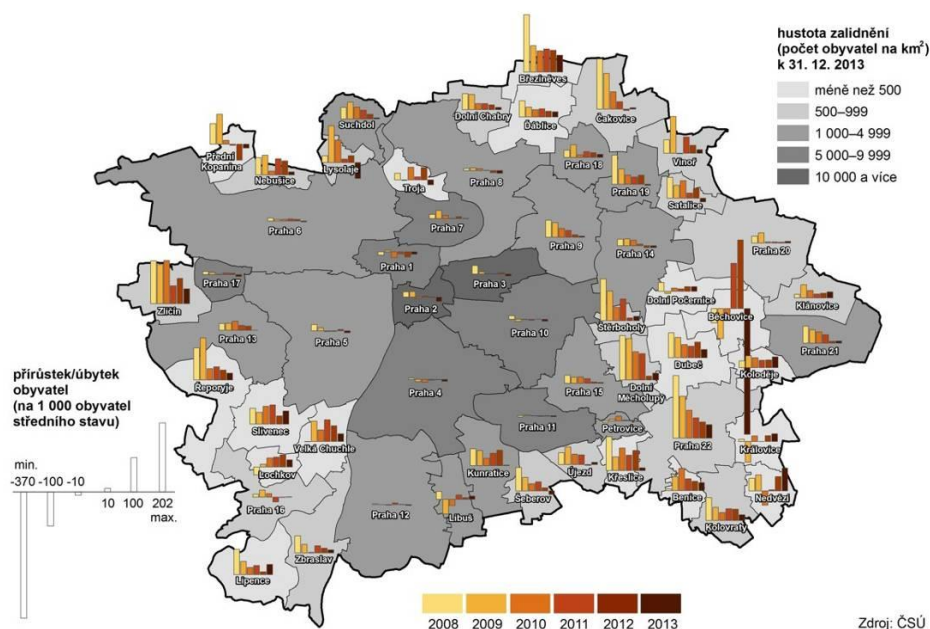 hustota zalidnění
(počet obyvatel na km²)
k 31. 12. 2013
méně než 500
500–999
1 000–4 999
5 000–9 999
10 000 a více
Březiněves
Dolní Chabry
Ďáblice
Čakovice
Suchdol
Přední
Kopanina
Nebušice
Lysolaje
Troja
Praha 8
Praha 18
Praha 19
Vinoř
Satalice
Praha 6
Praha 7
Praha 9
Praha 14
Praha 20
Praha 1
Praha 17
Praha 3
Praha 2
Zličín
Dolní Počernice
Klánovice
Běchovice
Štěrboholy
Praha 13
Praha 5
Praha 10
Praha 21
Dubeč
Koloděje
Řeporyje
Praha 4
Praha 15
Dolní
Měcholupy
Slivenec
Velká Chuchle
Praha 11
Petrovice
Praha 22
Královice
Lochkov
Kunratice
Újezd
Křeslice
Šeberov
Benice
Nedvězí
Praha 16
Praha 12
Libuš
Kolovraty
Zbraslav
Lipence
přírůstek/úbytek
obyvatel
(na 1 000 obyvatel
středního stavu)
min.
-370 -100 -10
10 100 202
max.
2008 2009 2010 2011 2012 2013
Zdroj: ČSÚ